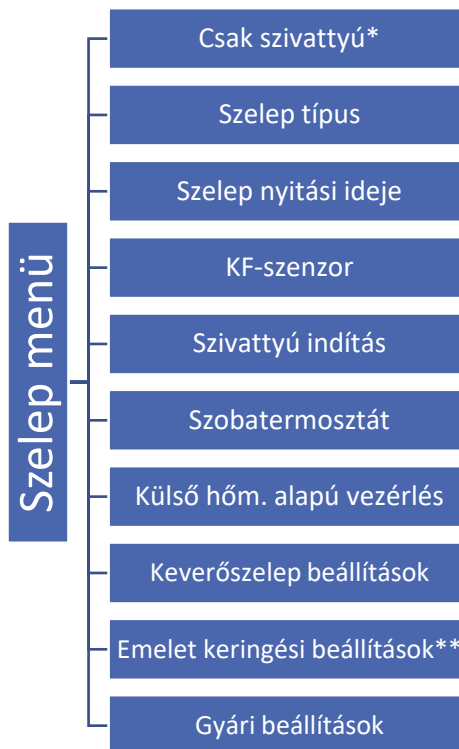 Szelep menü
Csak szivattyú*
Szelep típus
Szelep nyitási ideje
KF-szenzor
Szivattyú indítás
Szobatermosztát
Külső hőm. alapú vezérlés
Keverőszelep beállítások
Emelet keringési beállítások**
Gyári beállítások